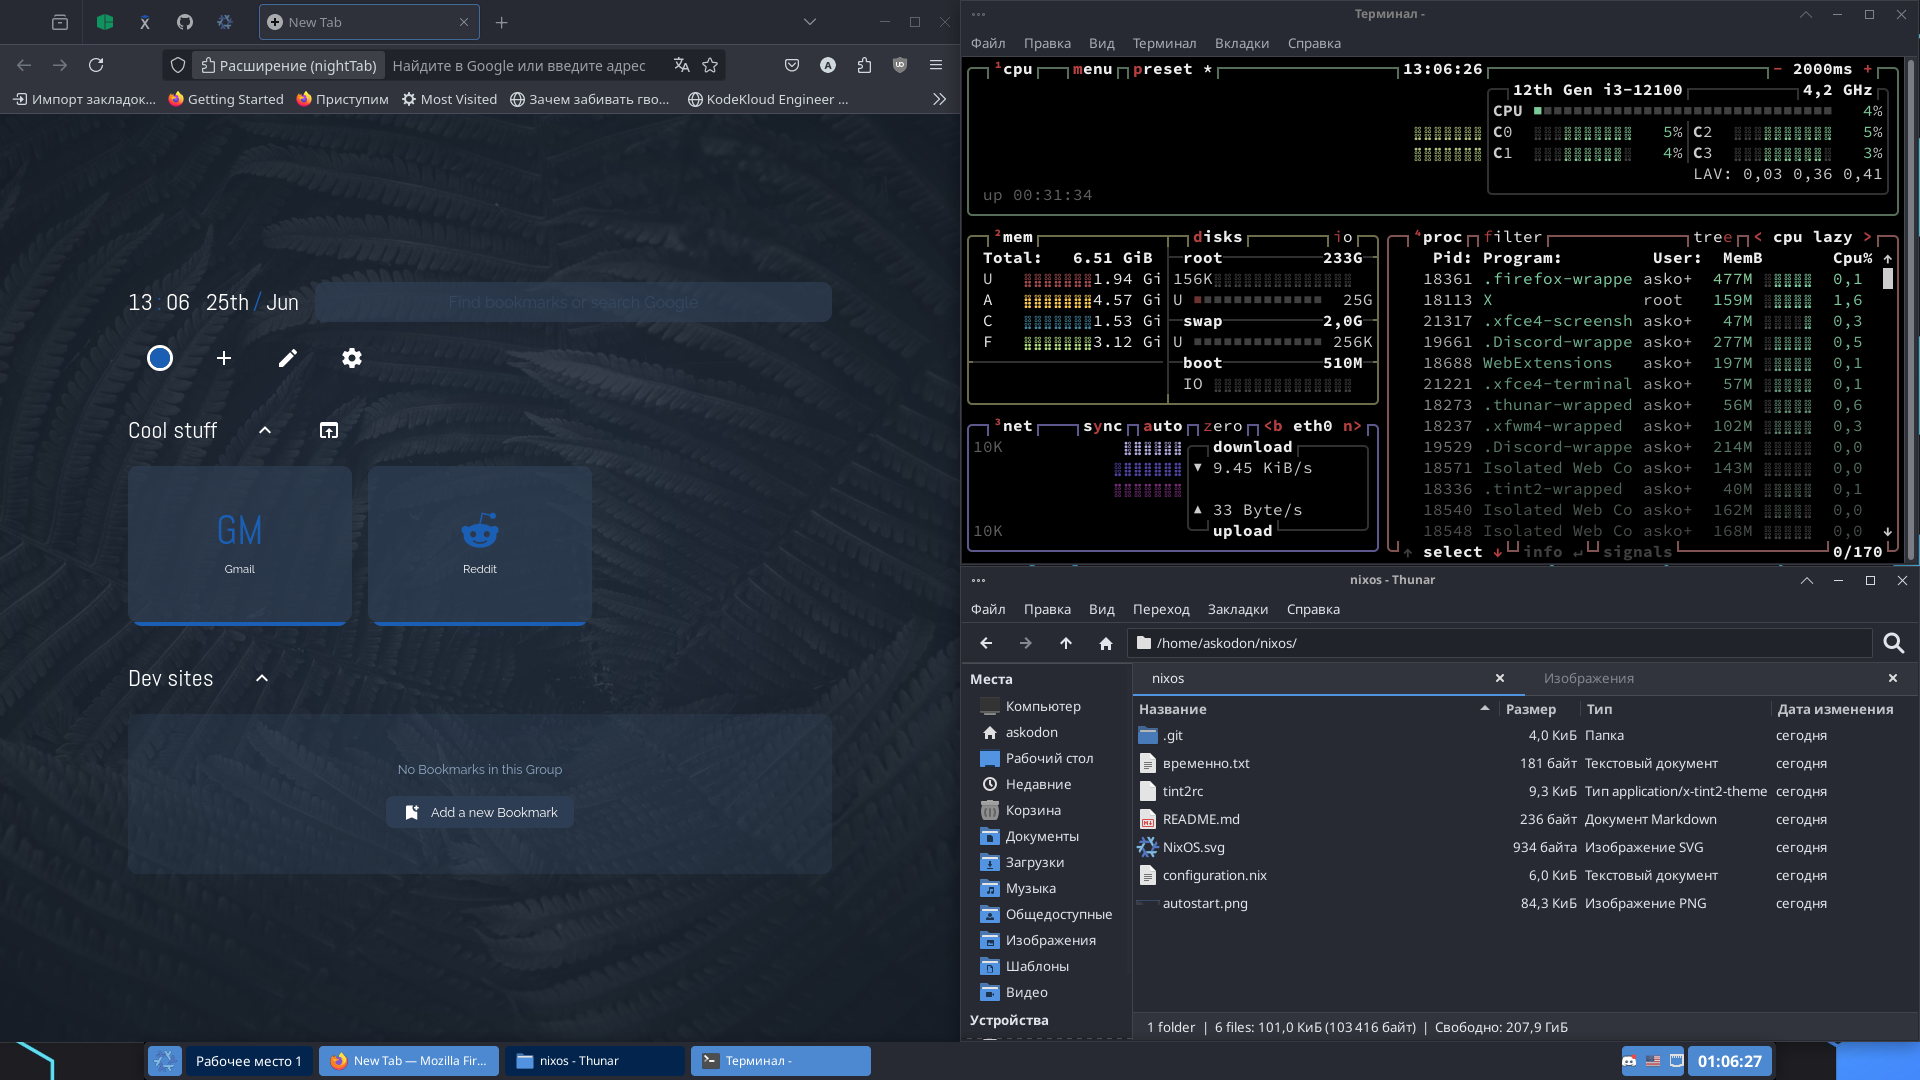 New Tab
Расширение (nightTab)
Найдите в Google или введите адрес
Импорт закладок...
Getting Started
Приступим
Most Visited
Зачем забивать гво...
KodeKloud Engineer ...
13:06 25th / Jun
Find bookmarks or search Google
Cool stuff
GM
Gmail
Reddit
Dev sites
No Bookmarks in this Group
Add a new Bookmark
Терминал -
Файл Правка Вид Терминал Вкладки Справка
¹cpu menu preset * 13:06:26 - 2000ms +
12th Gen i3-12100 4,2 GHz
CPU 4%
C0 5% C2 5%
C1 4% C3 3%
LAV: 0,03 0,36 0,41
up 00:31:34
²mem disks io
Total: 6.51 GiB
U 1.94 Gi
A 4.57 Gi
C 1.53 Gi
F 3.12 Gi
root 233G
156K
U 25G
swap 2,0G
U 256K
boot 510M
IO
³net sync auto zero <b eth0 n>
10K
download
▼ 9.45 KiB/s
▲ 33 Byte/s
upload
10K
⁴proc filter tree < cpu lazy >
Pid: Program: User: MemB Cpu% ↑
18361 .firefox-wrappe asko+ 477M 0,1
18113 X root 159M 1,6
21317 .xfce4-screensh asko+ 47M 0,3
19661 .Discord-wrappe asko+ 277M 0,5
18688 WebExtensions asko+ 197M 0,1
21221 .xfce4-terminal asko+ 57M 0,1
18273 .thunar-wrapped asko+ 56M 0,6
18237 .xfwm4-wrapped asko+ 102M 0,3
19529 .Discord-wrappe asko+ 214M 0,0
18571 Isolated Web Co asko+ 143M 0,0
18336 .tint2-wrapped asko+ 40M 0,1
18540 Isolated Web Co asko+ 162M 0,0
18548 Isolated Web Co asko+ 168M 0,0 ↓
↑ select ↓ info ↵ signals 0/170
nixos - Thunar
Файл Правка Вид Переход Закладки Справка
/home/askodon/nixos/
Места
Компьютер
askodon
Рабочий стол
Недавние
Корзина
Документы
Загрузки
Музыка
Общедоступные
Изображения
Шаблоны
Видео
Устройства
nixos
Изображения
Название Размер Тип Дата изменения
.git 4,0 КиБ Папка сегодня
временно.txt 181 байт Текстовый документ сегодня
tint2rc 9,3 КиБ Тип application/x-tint2-theme сегодня
README.md 236 байт Документ Markdown сегодня
NixOS.svg 934 байта Изображение SVG сегодня
configuration.nix 6,0 КиБ Текстовый документ сегодня
autostart.png 84,3 КиБ Изображение PNG сегодня
1 folder | 6 files: 101,0 КиБ (103 416 байт) | Свободно: 207,9 ГиБ
Рабочее место 1
New Tab — Mozilla Fir...
nixos - Thunar
Терминал -
01:06:27